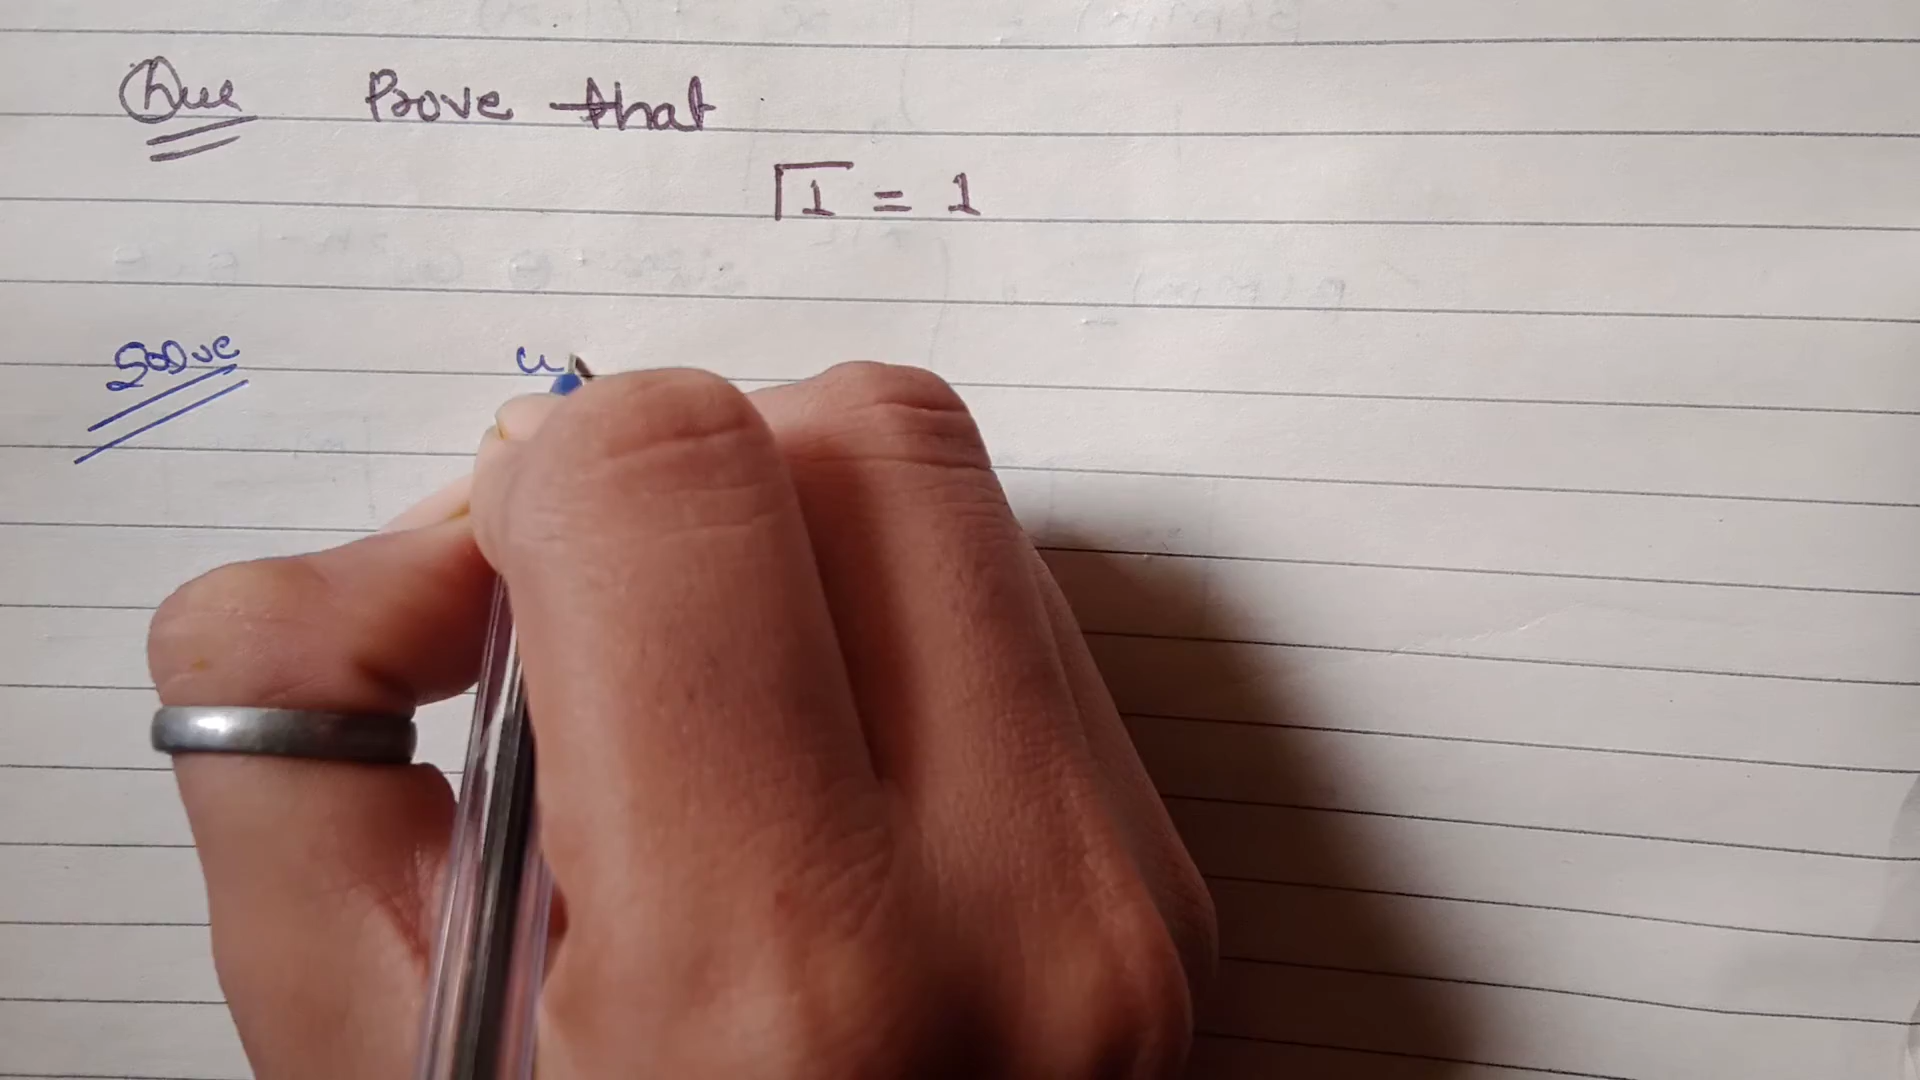 Que Prove that
Γ1 = 1
Solve